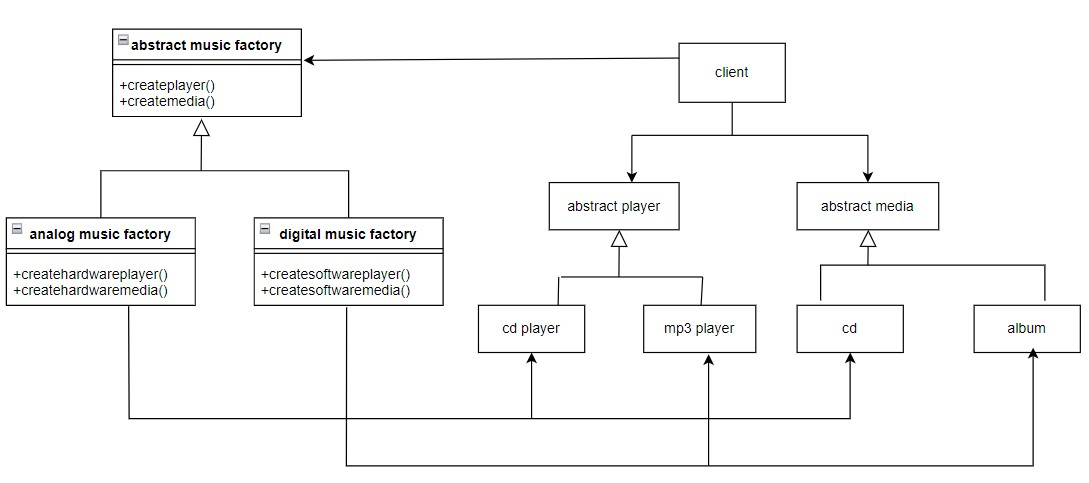 abstract music factory
+createplayer()
+createmedia()
client
abstract player
abstract media
analog music factory
+createhardwareplayer()
+createhardwaremedia()
digital music factory
+createsoftwareplayer()
+createsoftwaremedia()
cd player
mp3 player
cd
album